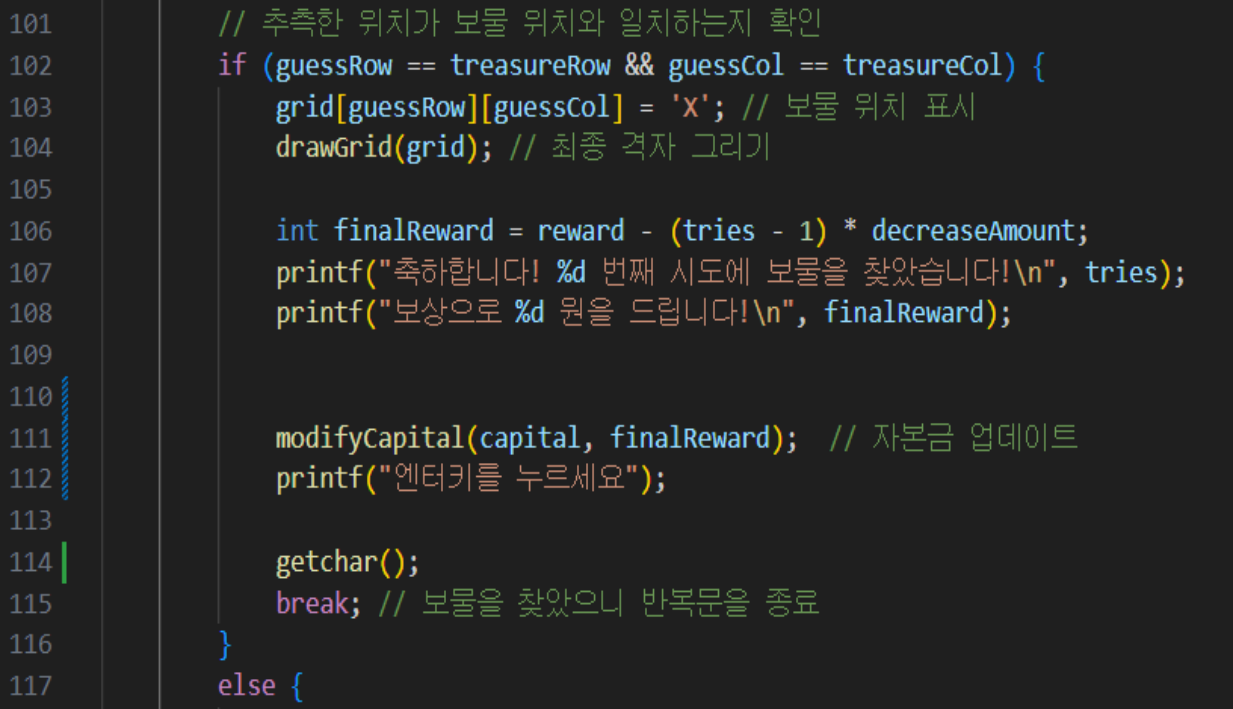 101 // 추측한 위치가 보물 위치와 일치하는지 확인
102 if (guessRow == treasureRow && guessCol == treasureCol) {
103 grid[guessRow][guessCol] = 'X'; // 보물 위치 표시
104 drawGrid(grid); // 최종 격자 그리기
105
106 int finalReward = reward - (tries - 1) * decreaseAmount;
107 printf("축하합니다! %d 번째 시도에 보물을 찾았습니다!\n", tries);
108 printf("보상으로 %d 원을 드립니다!\n", finalReward);
109
110
111 modifyCapital(capital, finalReward); // 자본금 업데이트
112 printf("엔터키를 누르세요");
113
114 getchar();
115 break; // 보물을 찾았으니 반복문을 종료
116 }
117 else {